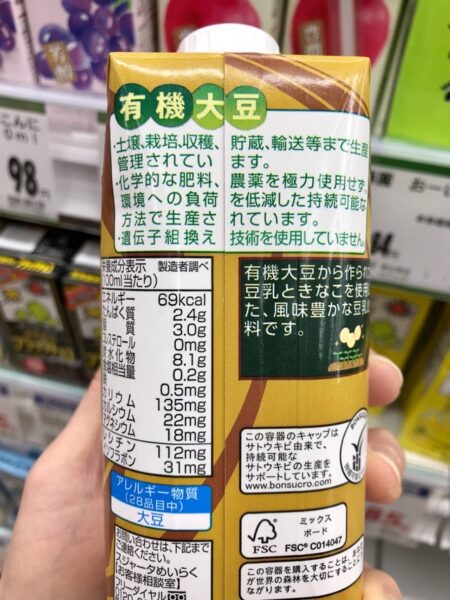 有機大豆
・土壌、栽培、収穫、貯蔵、輸送等まで生産
管理されてい ます。
・化学的な肥料、農薬を極力使用せず、
環境への負荷 を低減した持続可能な
方法で生産さ れています。
・遺伝子組換え 技術を使用していません。
養成分表示 製造者調べ
00ml当たり)
エネルギー 69kcal
たんぱく質 2.4g
質 3.0g
コレステロール 0mg
炭水化物 8.1g
食塩相当量 0.2g
0.5mg
カリウム 135mg
カルシウム 22mg
マグネシウム 18mg
レシチン 112mg
イソフラボン 31mg
有機大豆から作られ
豆乳ときなこを使用
た、風味豊かな豆乳
料です。
アレルギー物質
(28品目中)
大豆
お問い合わせは、下記まで
ご連絡ください。
スジャータめいらく
【お客様相談室】
フリーダイヤル
この容器のキャップは
サトウキビ由来で、
持続可能な
サトウキビの生産を
サポートしています。
www.bonsucro.com
BONSUCRO
FSC
ミックス
ボード
FSC® C014047
この容器を購入することは、
が世界の森林を大切にする
98